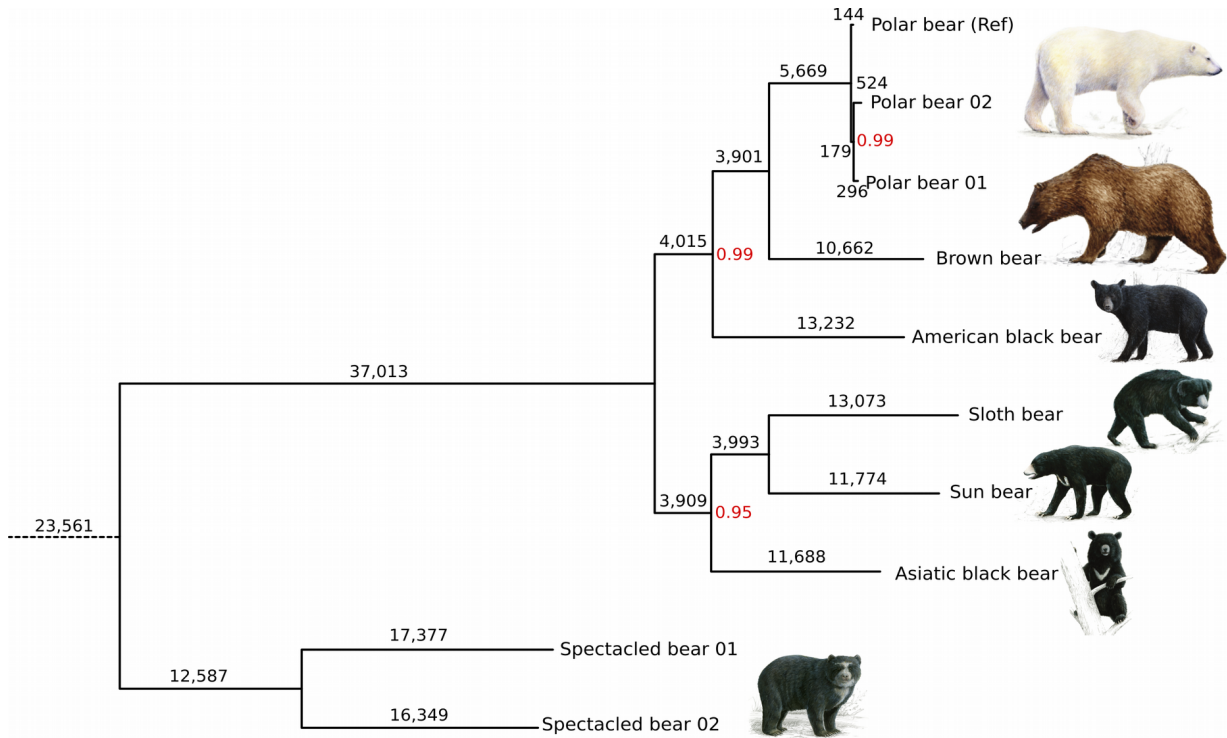 144
Polar bear (Ref)
5,669
524
Polar bear 02
0.99
179
3,901
Polar bear 01
296
4,015
0.99
10,662
Brown bear
13,232
American black bear
37,013
13,073
Sloth bear
3,993
11,774
Sun bear
3,909
0.95
11,688
Asiatic black bear
23,561
17,377
Spectacled bear 01
12,587
16,349
Spectacled bear 02